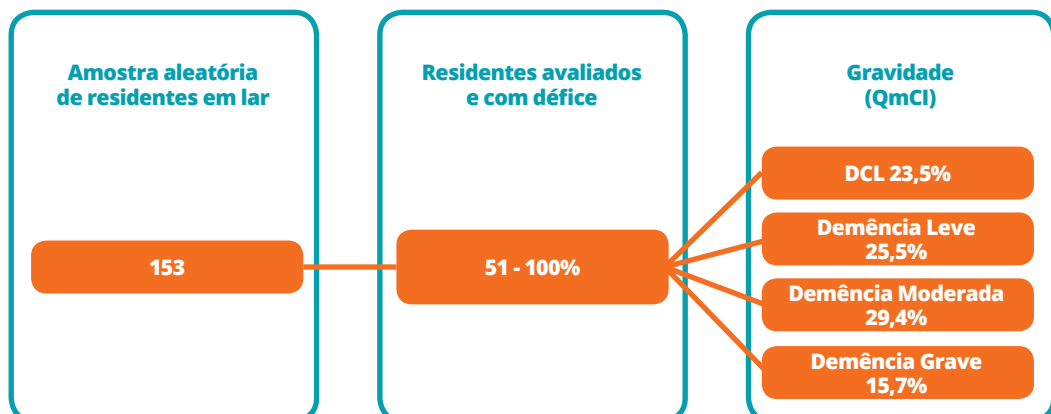 Amostra aleatória
de residentes em lar
153
Residentes avaliados
e com défice
51 - 100%
Gravidade
(QmCI)
DCL 23,5%
Demência Leve
25,5%
Demência Moderada
29,4%
Demência Grave
15,7%